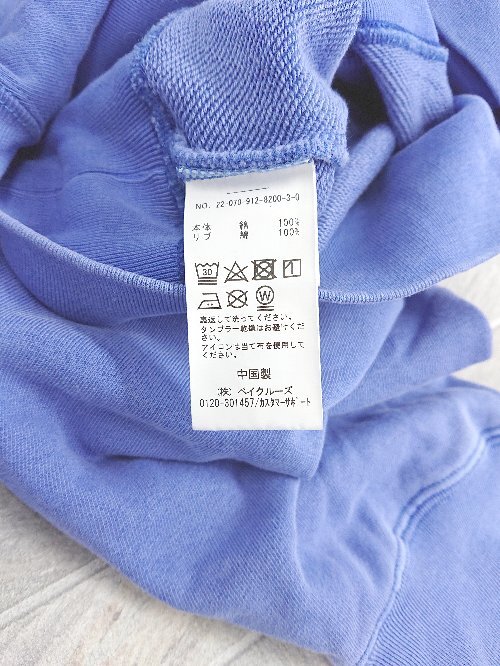 NO. 22-070 912-8200-3-0
本体 綿 100%
リブ 綿 100%
30
W
裏返して洗ってください。
タンブラー乾燥はお避けくだ
さい。
アイロンは当て布を使用して
ください。
中国製
(株) ベイクルーズ
0120-301457/カスタマーサポート